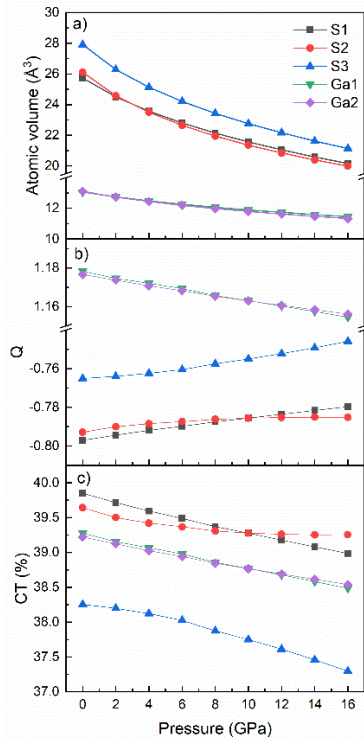 a)
S1
S2
S3
Ga1
Ga2
Atomic volume (Å³)
30
28
26
24
22
20
12
10
b)
Q
1.18
1.16
-0.76
-0.78
-0.80
c)
CT (%)
40.0
39.5
39.0
38.5
38.0
37.5
37.0
0 2 4 6 8 10 12 14 16
Pressure (GPa)